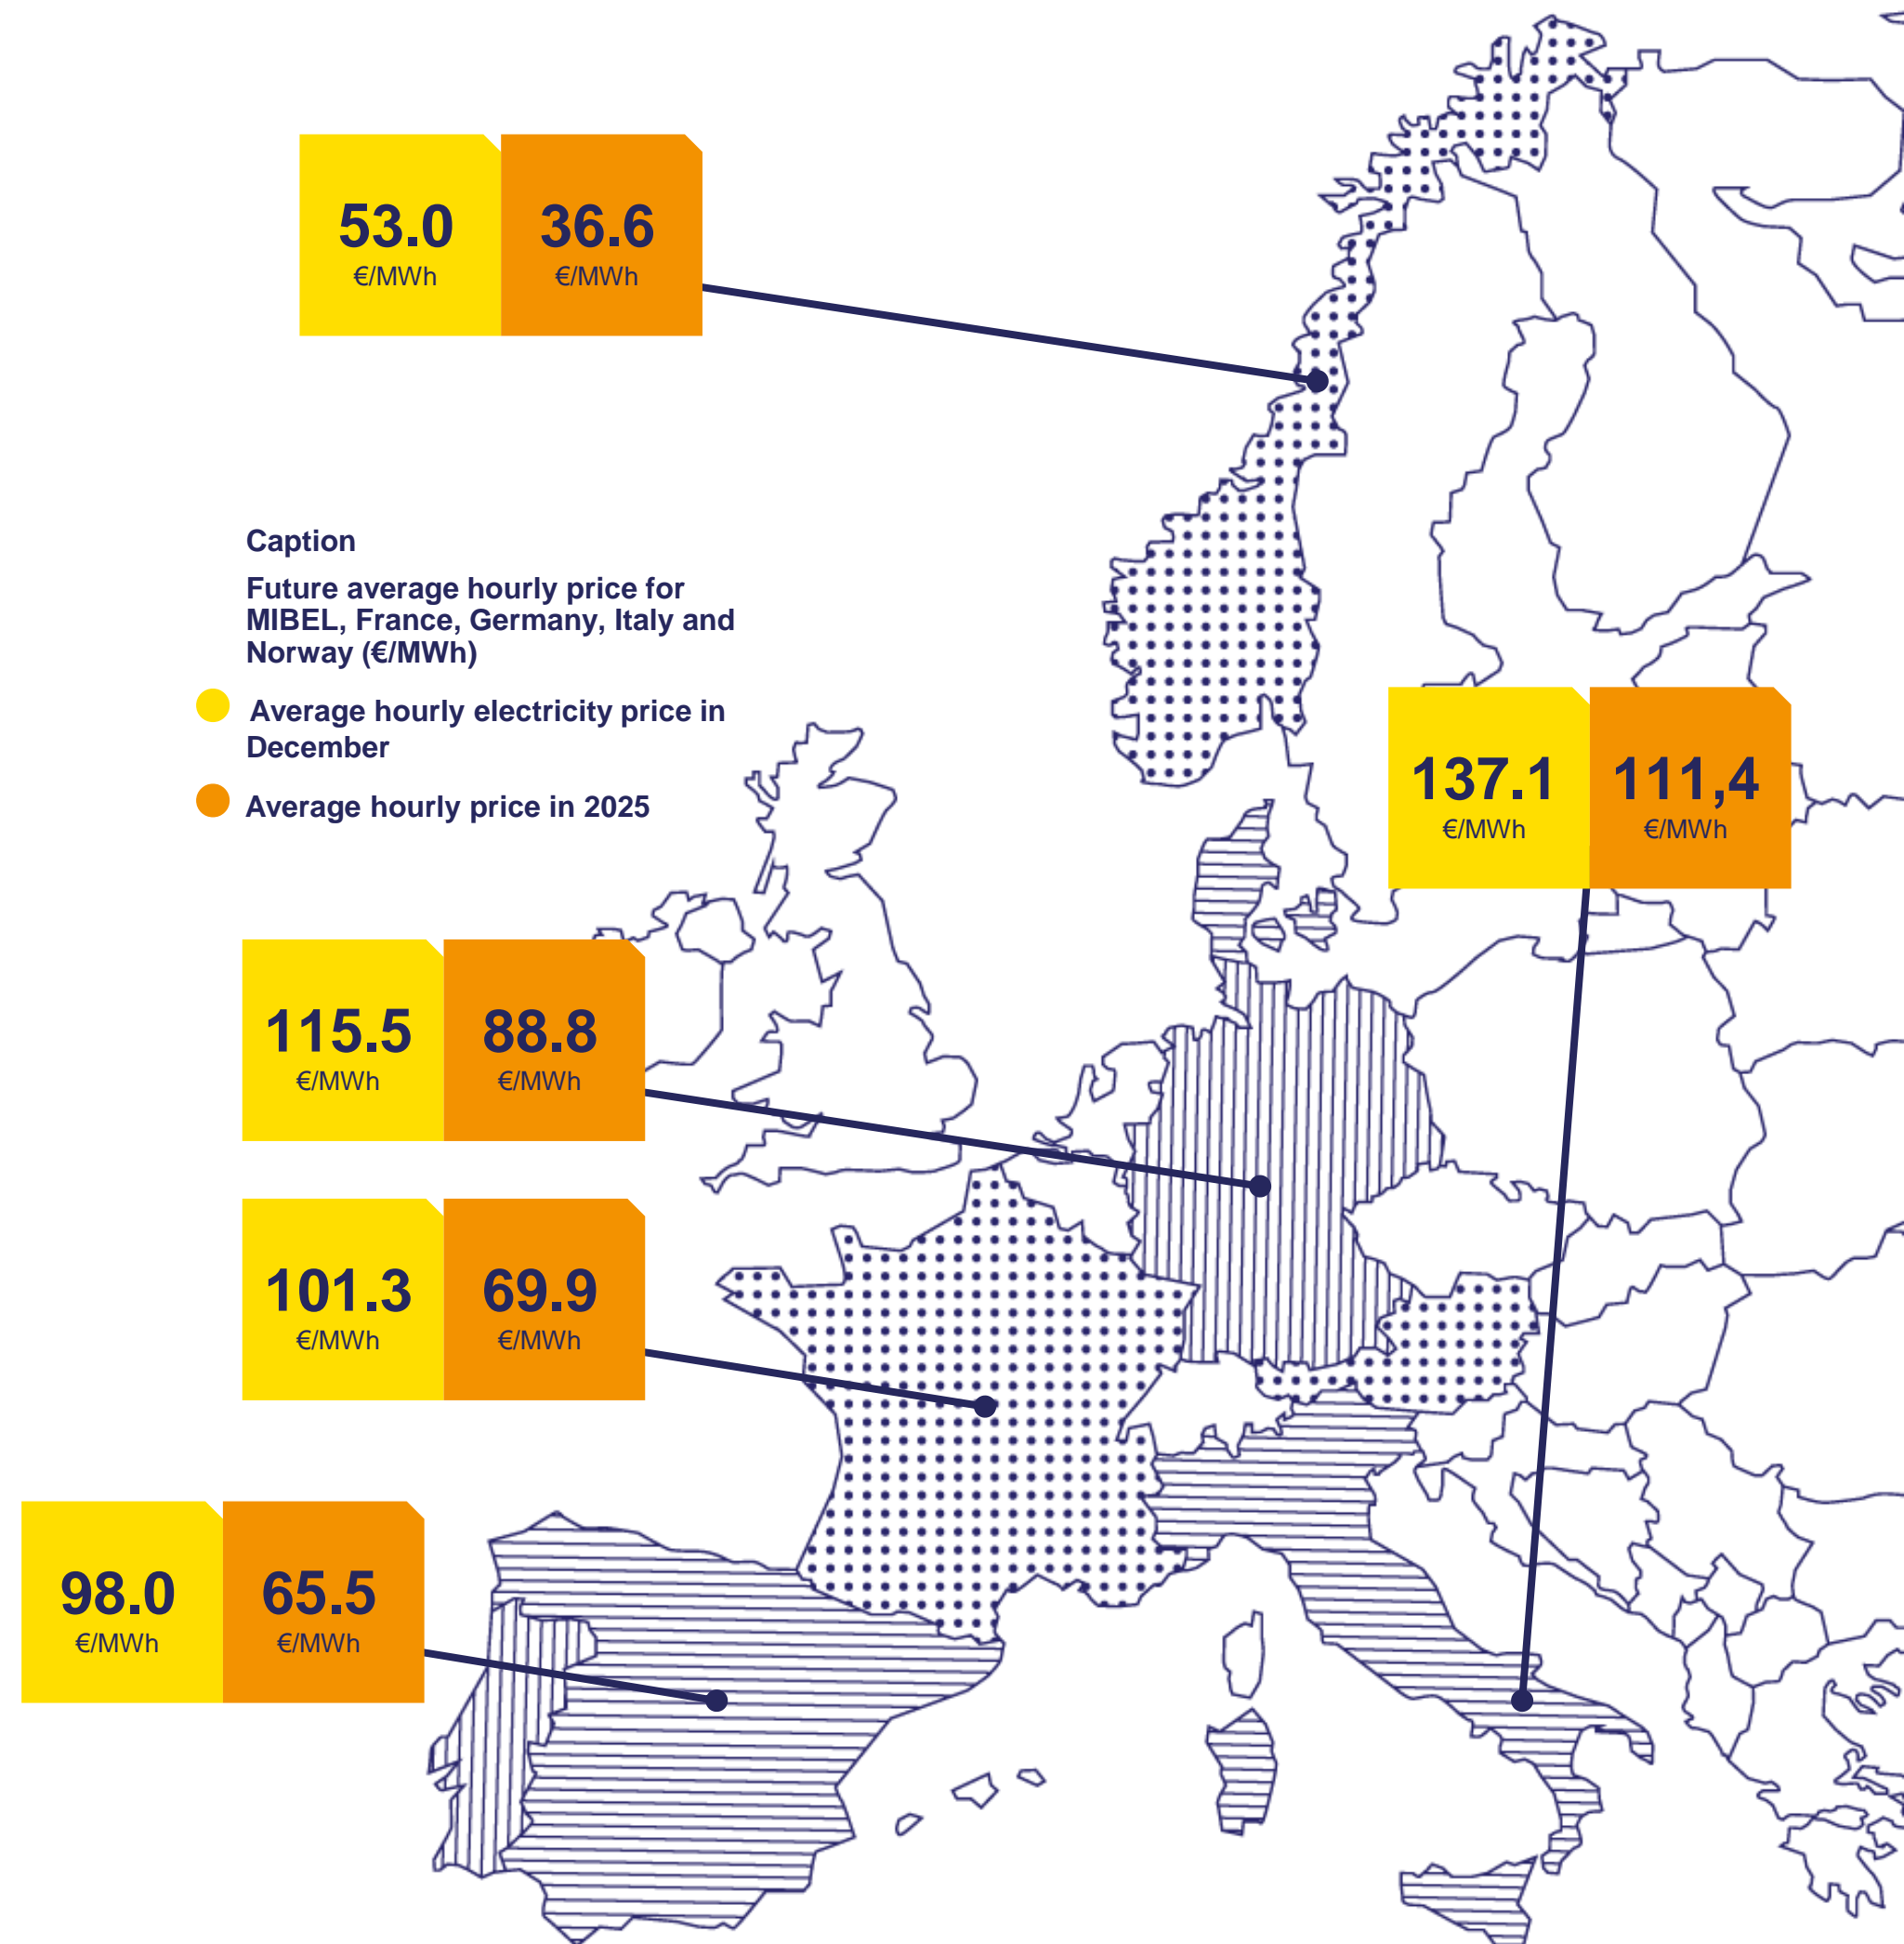 53.0 36.6
€/MWh €/MWh
Caption
Future average hourly price for
MIBEL, France, Germany, Italy and
Norway (€/MWh)
Average hourly electricity price in
December
Average hourly price in 2025
137.1 111,4
€/MWh €/MWh
115.5 88.8
€/MWh €/MWh
101.3 69.9
€/MWh €/MWh
98.0 65.5
€/MWh €/MWh